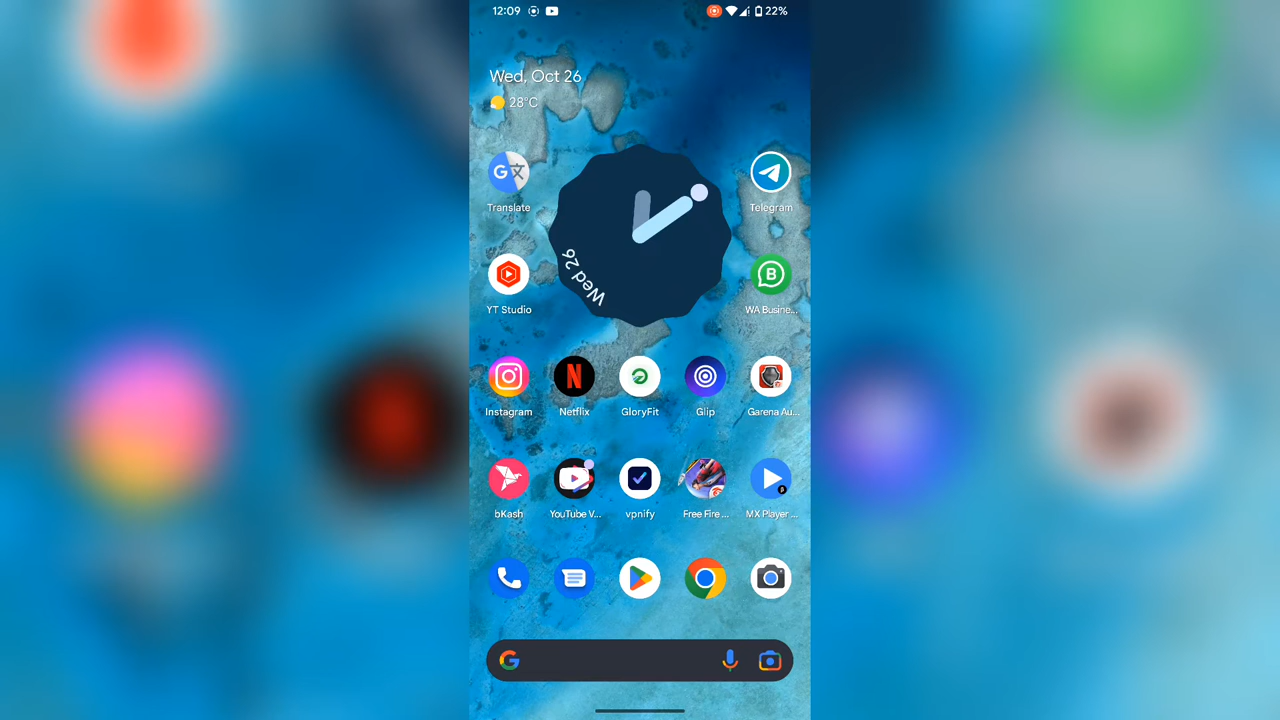 12:09
22%
Wed, Oct 26
28°C
Wed 26
Translate
Telegram
YT Studio
WA Busine...
Instagram
Netflix
GloryFit
Glip
Garena Au...
bKash
YouTube V...
vpnify
Free Fire ...
MX Player ...